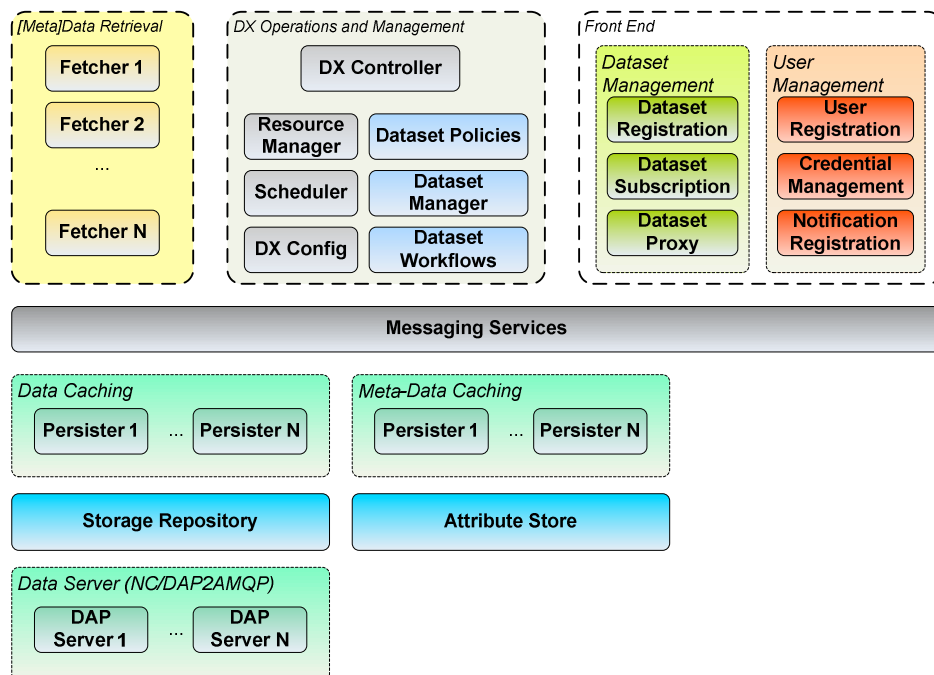 [Meta]Data Retrieval
Fetcher 1
Fetcher 2
...
Fetcher N
DX Operations and Management
DX Controller
Resource
Manager
Dataset Policies
Scheduler
Dataset
Manager
DX Config
Dataset
Workflows
Front End
Dataset
Management
Dataset
Registration
Dataset
Subscription
Dataset
Proxy
User
Management
User
Registration
Credential
Management
Notification
Registration
Messaging Services
Data Caching
Persister 1
...
Persister N
Meta-Data Caching
Persister 1
...
Persister N
Storage Repository
Attribute Store
Data Server (NC/DAP2AMQP)
DAP
Server 1
...
DAP
Server N